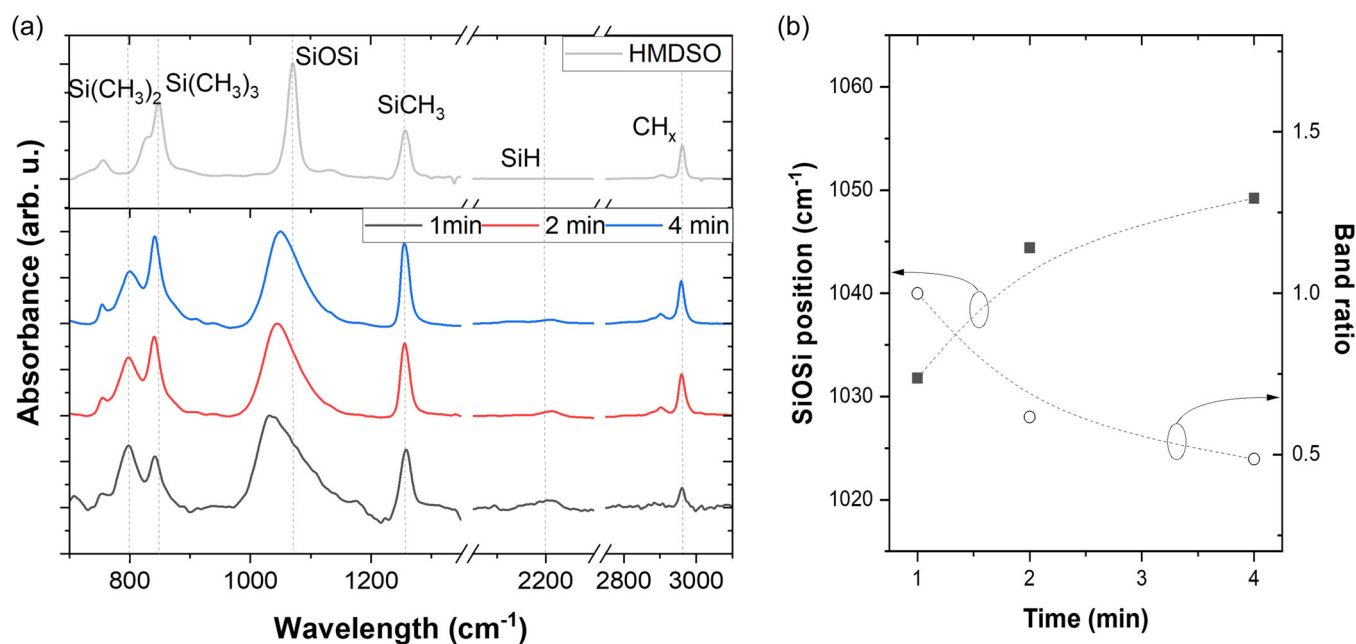 (a)
HMDSO
SiOSi
Si(CH₃)₂
Si(CH₃)₃
SiCH₃
SiH
CHₓ
1min
2 min
4 min
Absorbance (arb. u.)
800
1000
1200
2200
2800
3000
Wavelength (cm⁻¹)
(b)
1060
1050
1040
1030
1020
SiOSi position (cm⁻¹)
1.5
1.0
0.5
Band ratio
1
2
3
4
Time (min)